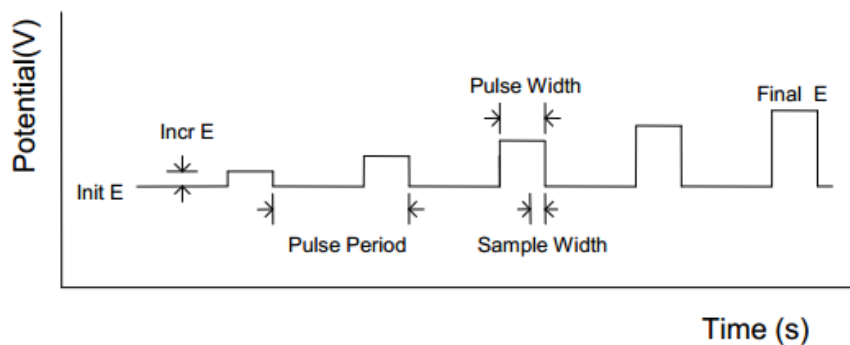 Potential(V)
Pulse Width
Final E
Incr E
Init E
Pulse Period
Sample Width
Time (s)